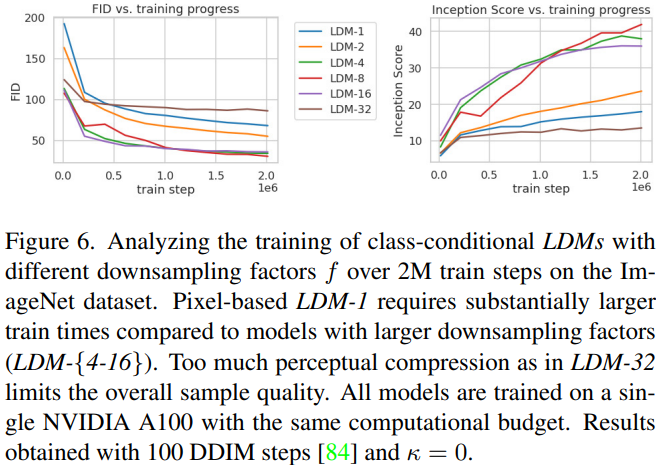 FID vs. training progress
200
150
100
50
FID
0.0
0.5
1.0
1.5
2.0
1e6
train step
LDM-1
LDM-2
LDM-4
LDM-8
LDM-16
LDM-32
Inception Score vs. training progress
40
30
20
10
Inception Score
0.0
0.5
1.0
1.5
2.0
1e6
train step
Figure 6. Analyzing the training of class-conditional LDMs with
different downsampling factors f over 2M train steps on the Im-
ageNet dataset. Pixel-based LDM-1 requires substantially larger
train times compared to models with larger downsampling factors
(LDM-{4-16}). Too much perceptual compression as in LDM-32
limits the overall sample quality. All models are trained on a sin-
gle NVIDIA A100 with the same computational budget. Results
obtained with 100 DDIM steps [84] and κ = 0.